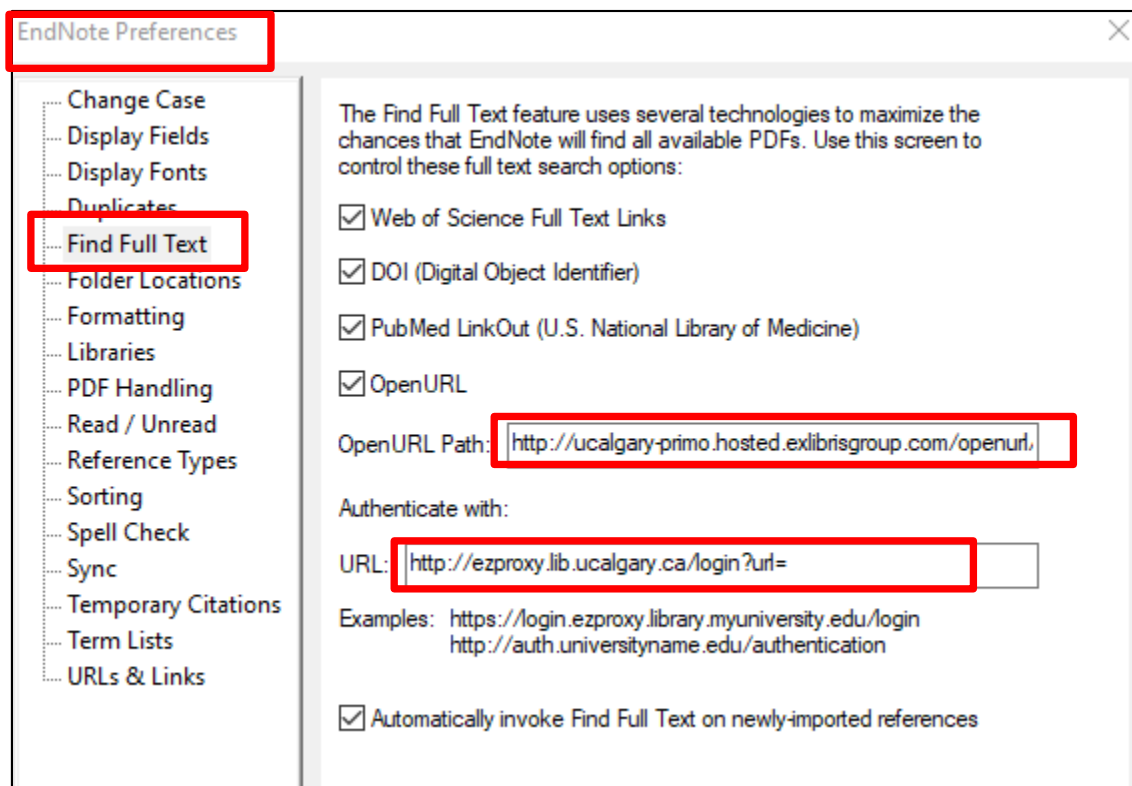 EndNote Preferences
Change Case
Display Fields
Display Fonts
Duplicates
Find Full Text
Folder Locations
Formatting
Libraries
PDF Handling
Read / Unread
Reference Types
Sorting
Spell Check
Sync
Temporary Citations
Term Lists
URLs & Links
The Find Full Text feature uses several technologies to maximize the
chances that EndNote will find all available PDFs. Use this screen to
control these full text search options:
Web of Science Full Text Links
DOI (Digital Object Identifier)
PubMed LinkOut (U.S. National Library of Medicine)
OpenURL
OpenURL Path: http://ucalgary-primo.hosted.exlibrisgroup.com/openurl/
Authenticate with:
URL: http://ezproxy.lib.ucalgary.ca/login?url=
Examples: https://login.ezproxy.library.myuniversity.edu/login
http://auth.universityname.edu/authentication
Automatically invoke Find Full Text on newly-imported references